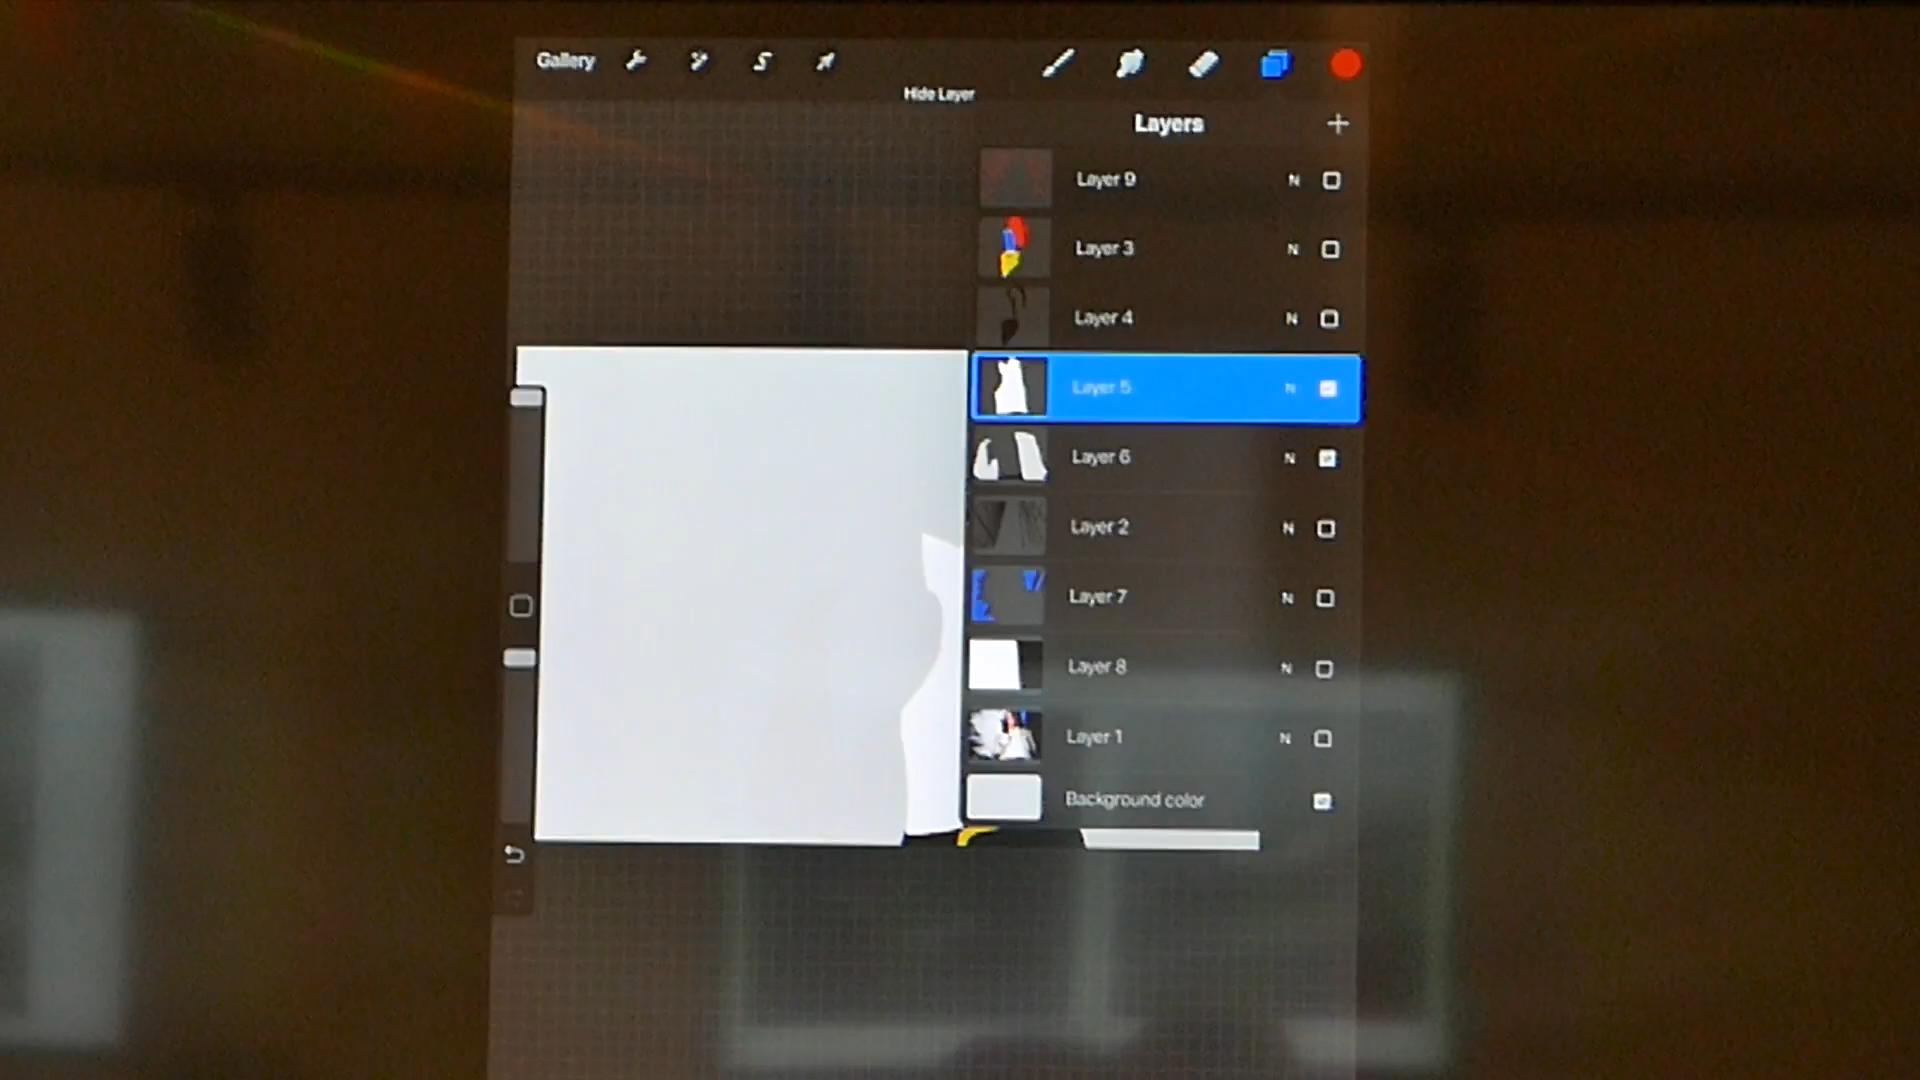 Gallery
Hide Layer
Layers
Layer 9 N
Layer 3 N
Layer 4 N
Layer 5 N
Layer 6 N
Layer 2 N
Layer 7 N
Layer 8 N
Layer 1 N
Background color